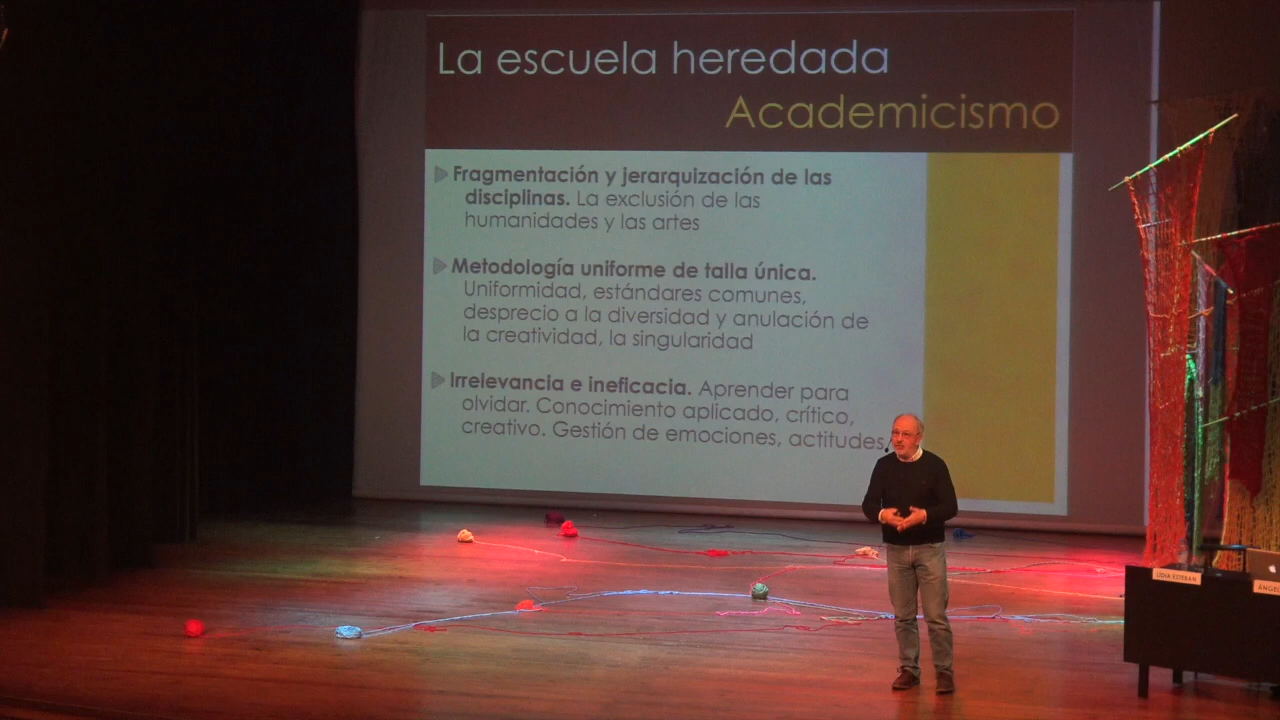 La escuela heredada
Academicismo
Fragmentación y jerarquización de las
disciplinas. La exclusión de las
humanidades y las artes
Metodología uniforme de talla única.
Uniformidad, estándares comunes,
desprecio a la diversidad y anulación de
la creatividad, la singularidad
Irrelevancia e ineficacia. Aprender para
olvidar. Conocimiento aplicado, crítico,
creativo. Gestión de emociones, actitudes,
LIDIA ESTEBAN